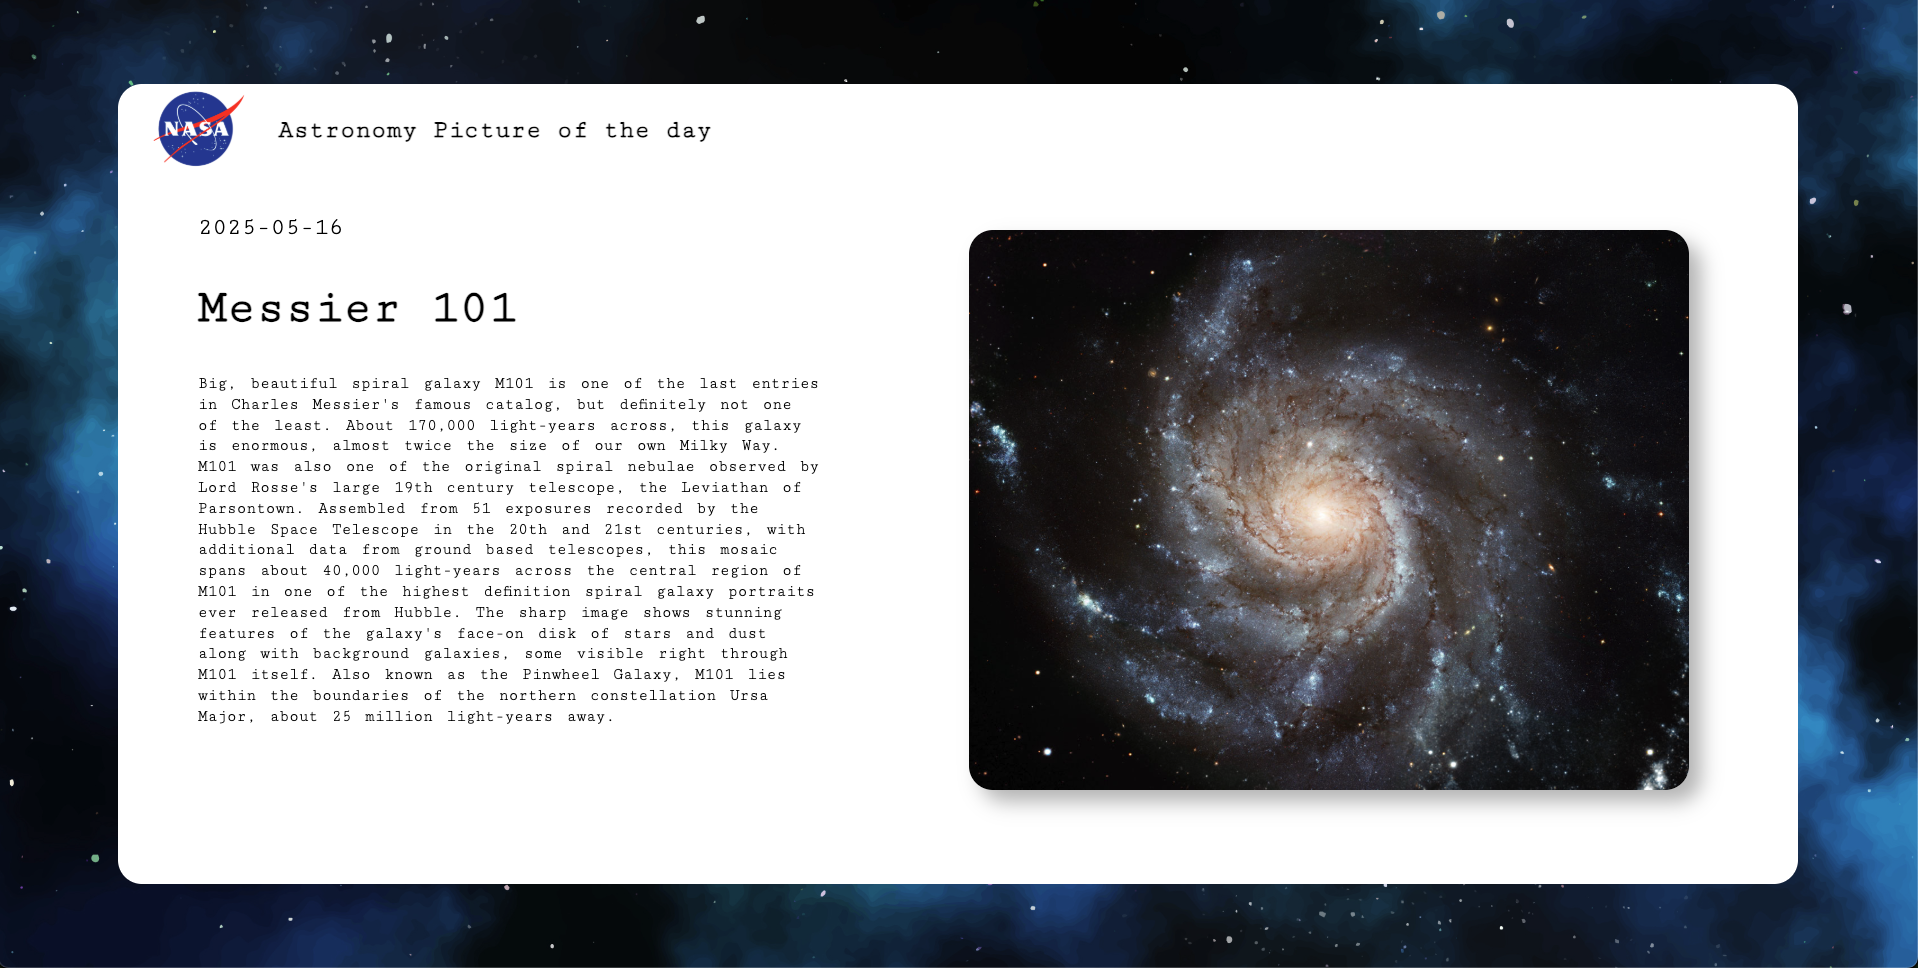 NASA
Astronomy Picture of the day
2025-05-16
Messier 101
Big, beautiful spiral galaxy M101 is one of the last entries
in Charles Messier's famous catalog, but definitely not one
of the least. About 170,000 light-years across, this galaxy
is enormous, almost twice the size of our own Milky Way.
M101 was also one of the original spiral nebulae observed by
Lord Rosse's large 19th century telescope, the Leviathan of
Parsontown. Assembled from 51 exposures recorded by the
Hubble Space Telescope in the 20th and 21st centuries, with
additional data from ground based telescopes, this mosaic
spans about 40,000 light-years across the central region of
M101 in one of the highest definition spiral galaxy portraits
ever released from Hubble. The sharp image shows stunning
features of the galaxy's face-on disk of stars and dust
along with background galaxies, some visible right through
M101 itself. Also known as the Pinwheel Galaxy, M101 lies
within the boundaries of the northern constellation Ursa
Major, about 25 million light-years away.